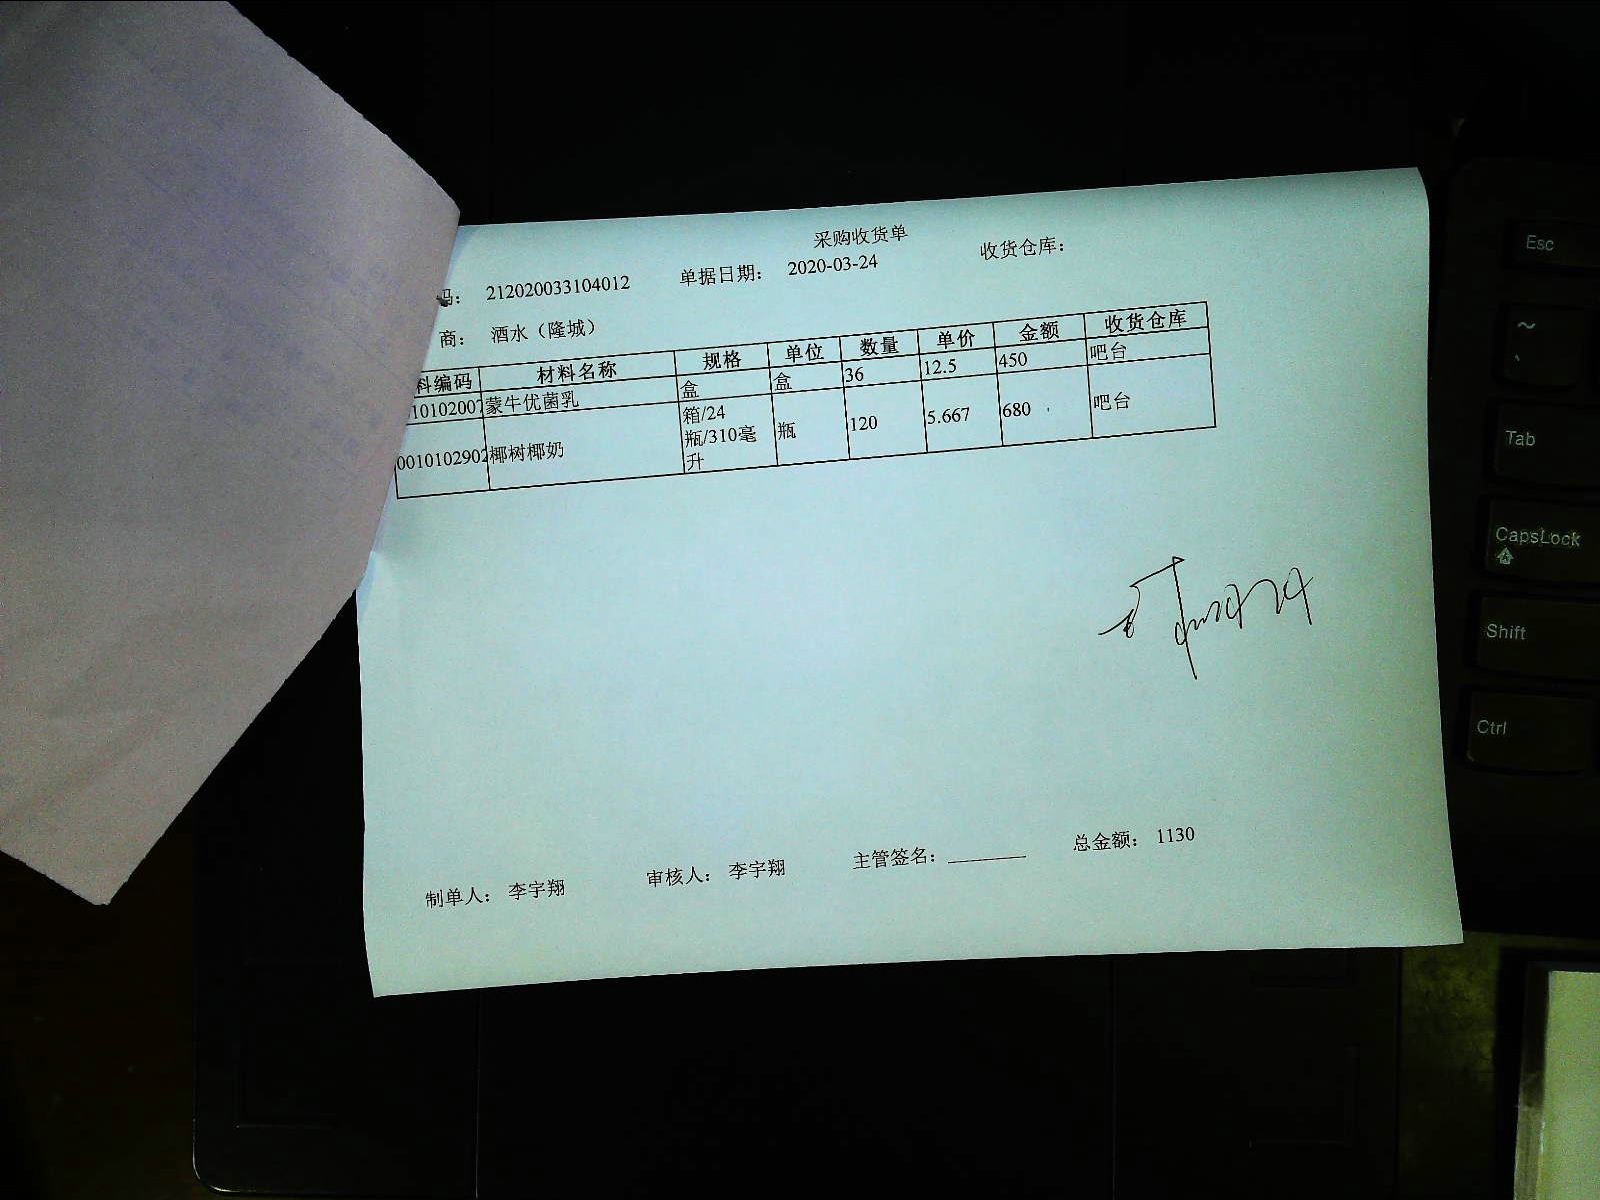 采购收货单
码： 212020033104012 单据日期： 2020-03-24 收货仓库：
商： 酒水（隆城）
料编码 材料名称 规格 单位 数量 单价 金额 收货仓库
10102007 蒙牛优菌乳 盒 盒 36 12.5 450 吧台
0010102902 椰树椰奶 箱/24 瓶/310毫升 瓶 120 5.667 680 吧台
制单人： 李宇翔 审核人： 李宇翔 主管签名： 总金额： 1130
Esc
~
`
Tab
CapsLock
Shift
Ctrl